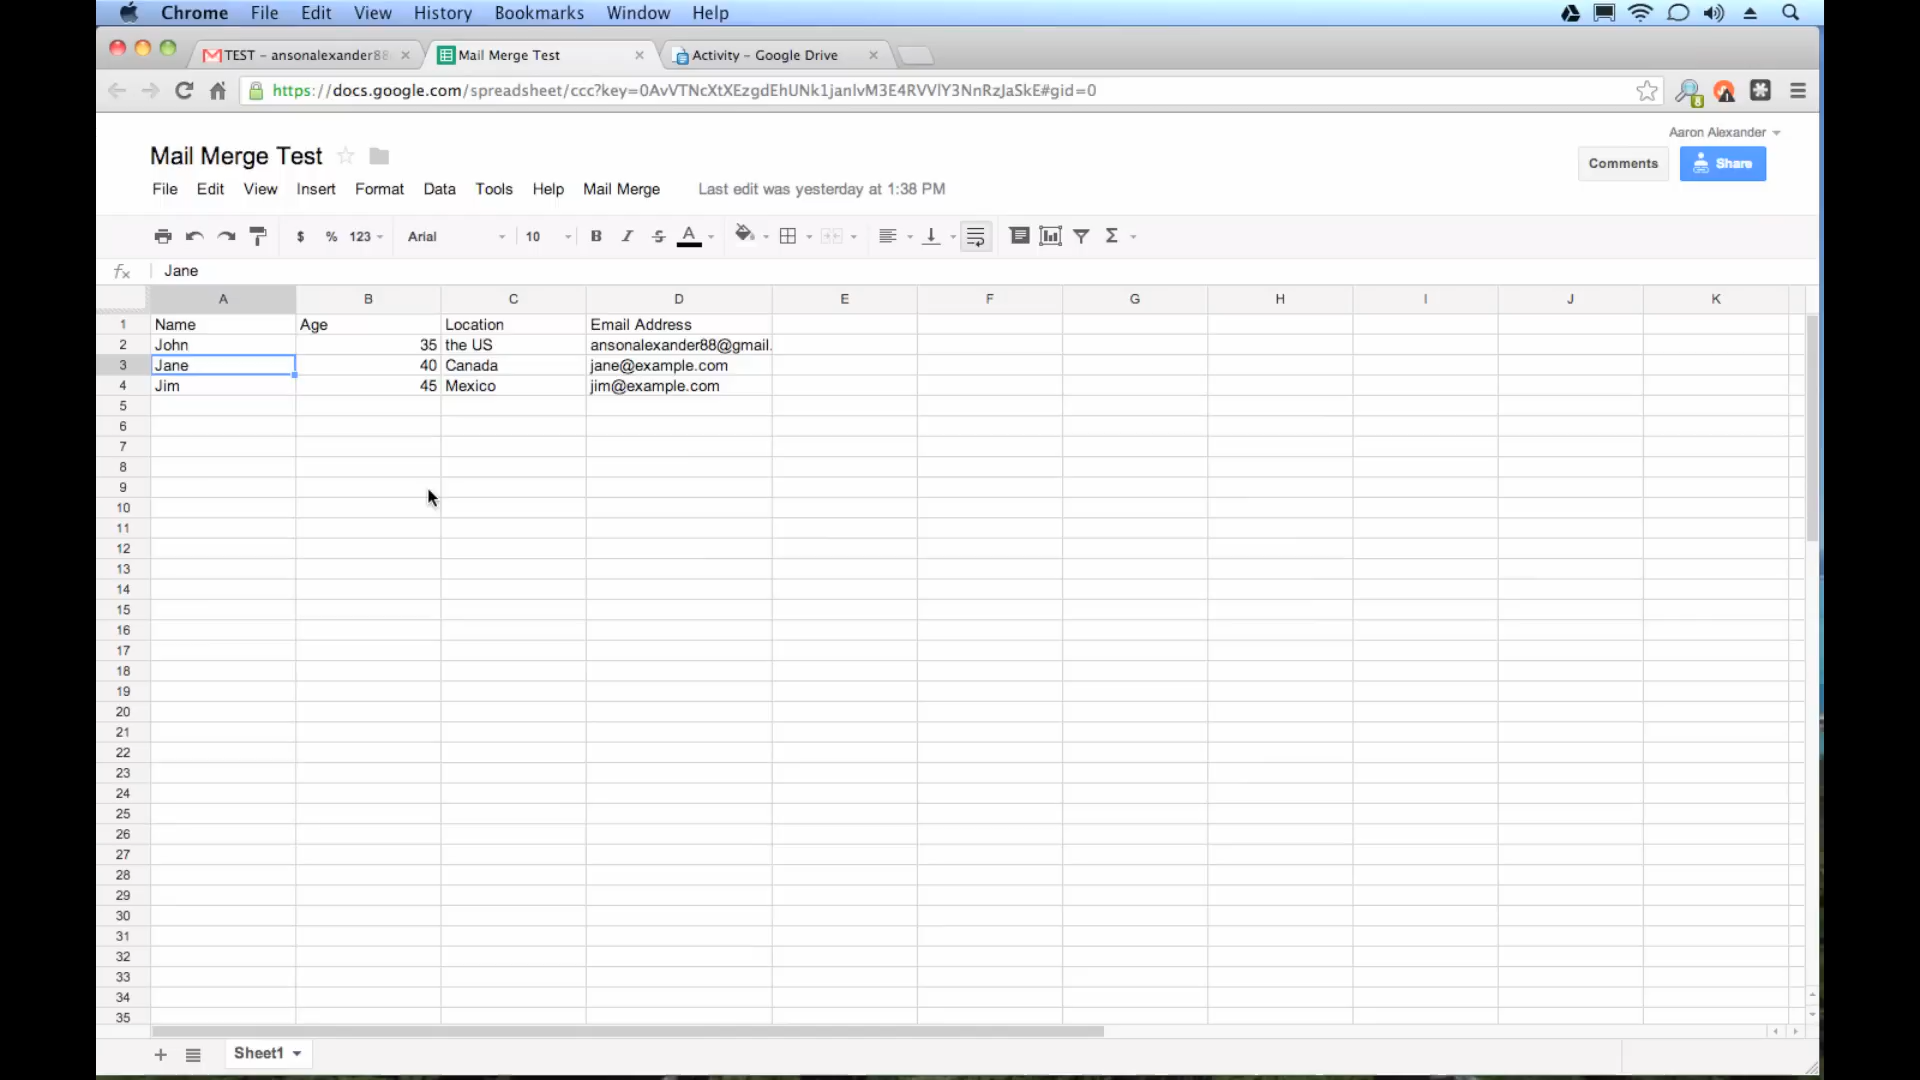 Chrome File Edit View History Bookmarks Window Help
TEST – ansonalexander88 Mail Merge Test Activity – Google Drive
https://docs.google.com/spreadsheet/ccc?key=0AvVTNcXtXEzgdEhUNk1janlvM3E4RVVlY3NnRzJaSkE#gid=0
Aaron Alexander
Mail Merge Test
Comments Share
File Edit View Insert Format Data Tools Help Mail Merge Last edit was yesterday at 1:38 PM
$ % 123 Arial 10 B I S A Σ
fx Jane
A B C D E F G H I J K
1 Name Age Location Email Address
2 John 35 the US ansonalexander88@gmail.
3 Jane 40 Canada jane@example.com
4 Jim 45 Mexico jim@example.com
5
6
7
8
9
10
11
12
13
14
15
16
17
18
19
20
21
22
23
24
25
26
27
28
29
30
31
32
33
34
35
+ Sheet1